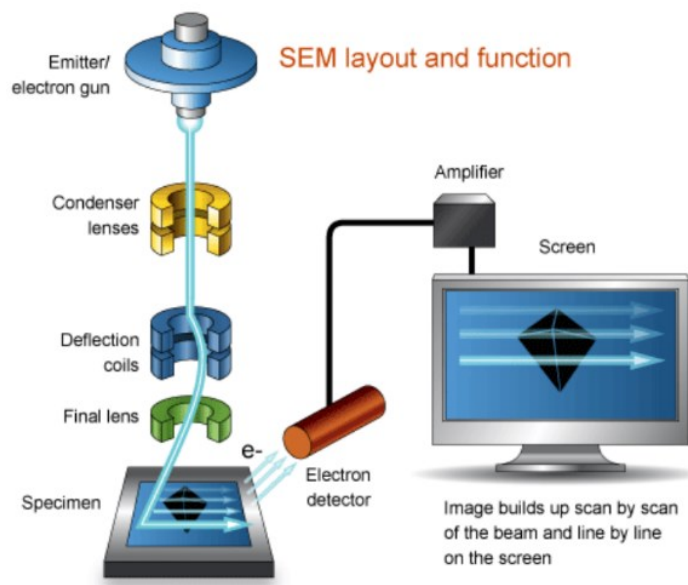 SEM layout and function
Emitter/
electron gun
Condenser
lenses
Deflection
coils
Final lens
Specimen
e-
Electron
detector
Amplifier
Screen
Image builds up scan by scan
of the beam and line by line
on the screen